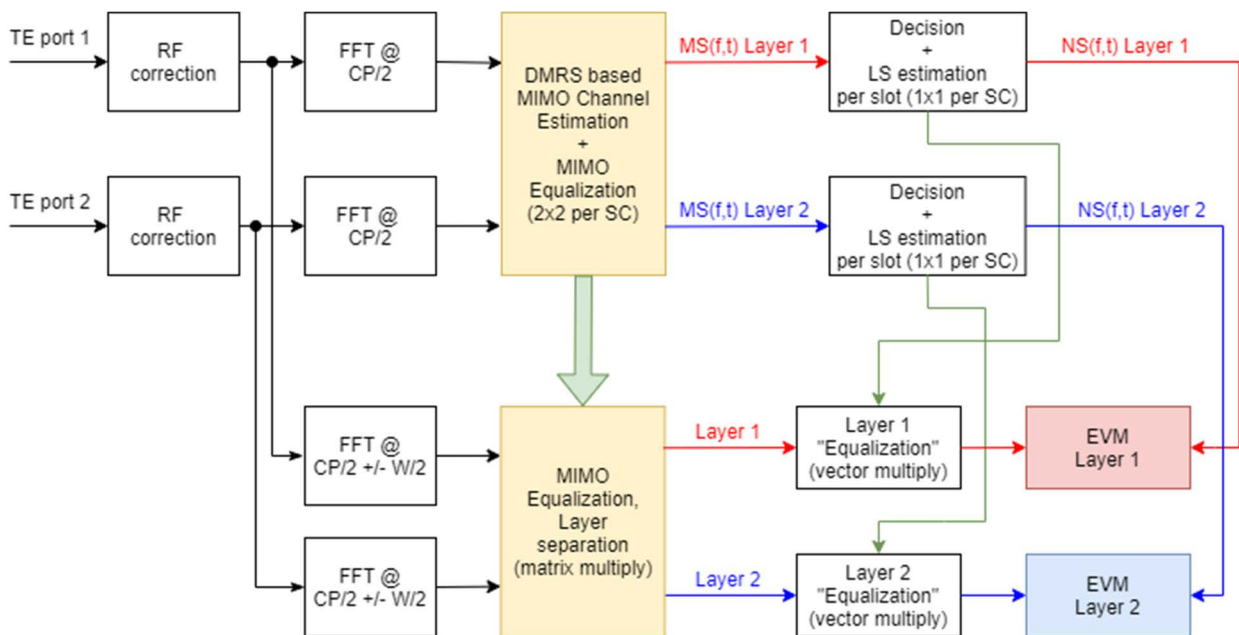 TE port 1
RF
correction
FFT @
CP/2
DMRS based
MIMO Channel
Estimation
+
MIMO
Equalization
(2x2 per SC)
MS(f,t) Layer 1
Decision
+
LS estimation
per slot (1x1 per SC)
NS(f,t) Layer 1
TE port 2
RF
correction
FFT @
CP/2
MS(f,t) Layer 2
Decision
+
LS estimation
per slot (1x1 per SC)
NS(f,t) Layer 2
FFT @
CP/2 +/- W/2
MIMO
Equalization,
Layer
separation
(matrix multiply)
Layer 1
Layer 1
"Equalization"
(vector multiply)
EVM
Layer 1
FFT @
CP/2 +/- W/2
Layer 2
Layer 2
"Equalization"
(vector multiply)
EVM
Layer 2